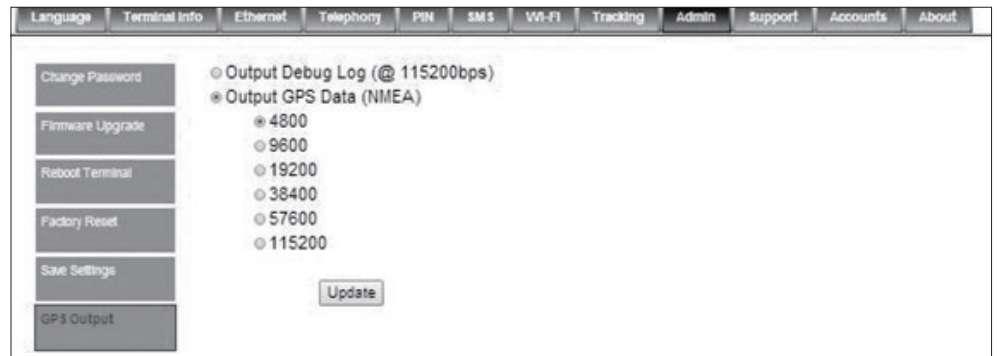 Language Terminal Info Ethernet Telephony PIN SMS WI-FI Tracking Admin Support Accounts About
Change Password
Firmware Upgrade
Reboot Terminal
Factory Reset
Save Settings
GPS Output
Output Debug Log (@ 115200bps)
Output GPS Data (NMEA)
4800
9600
19200
38400
57600
115200
Update